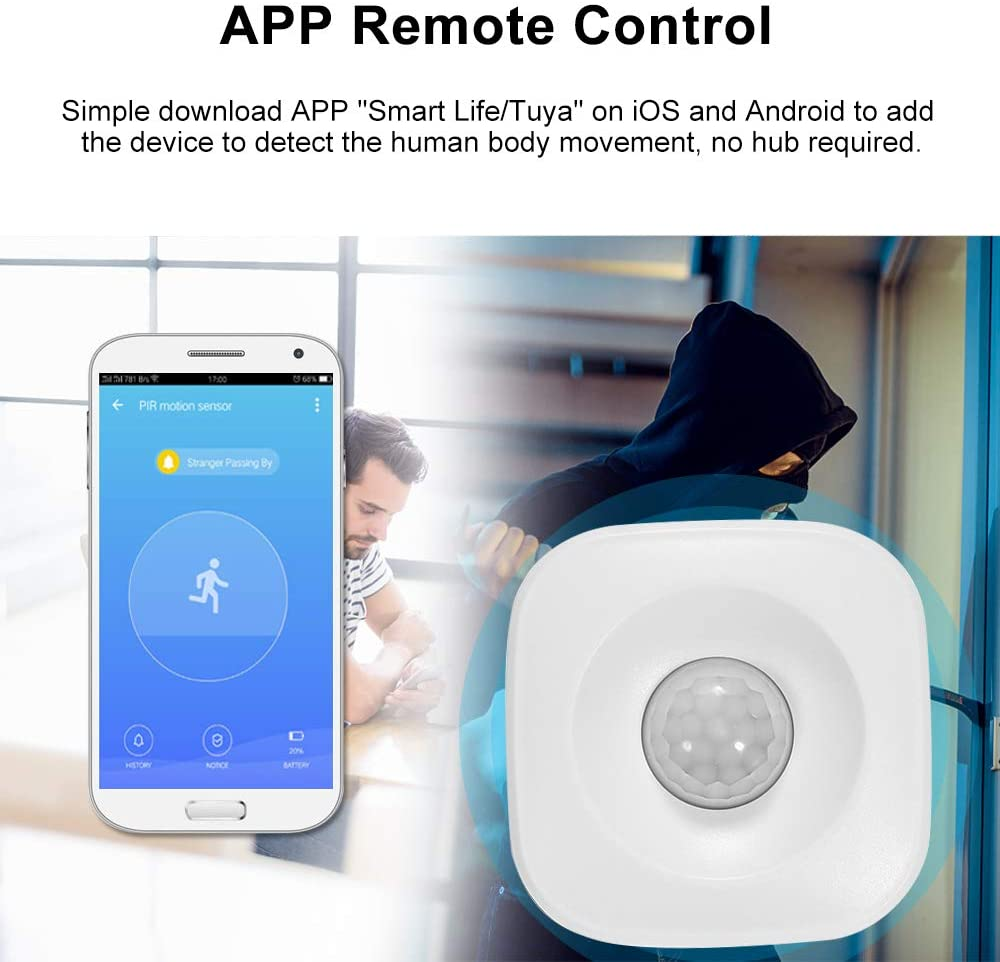 APP Remote Control
Simple download APP "Smart Life/Tuya" on iOS and Android to add
the device to detect the human body movement, no hub required.
781 B/s 17:00 68%
PIR motion sensor
Stranger Passing By
20%
HISTORY NOTICE BATTERY